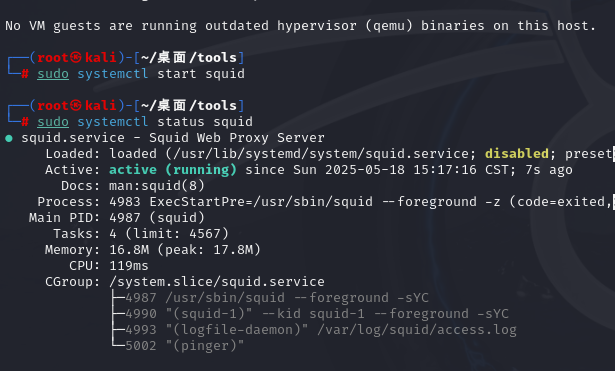 No VM guests are running outdated hypervisor (qemu) binaries on this host.
┌──(root㉿kali)-[~/桌面/tools]
└─# sudo systemctl start squid
┌──(root㉿kali)-[~/桌面/tools]
└─# sudo systemctl status squid
● squid.service - Squid Web Proxy Server
Loaded: loaded (/usr/lib/systemd/system/squid.service; disabled; preset
Active: active (running) since Sun 2025-05-18 15:17:16 CST; 7s ago
Docs: man:squid(8)
Process: 4983 ExecStartPre=/usr/sbin/squid --foreground -z (code=exited,
Main PID: 4987 (squid)
Tasks: 4 (limit: 4567)
Memory: 16.8M (peak: 17.8M)
CPU: 119ms
CGroup: /system.slice/squid.service
├─4987 /usr/sbin/squid --foreground -sYC
├─4990 "(squid-1)" --kid squid-1 --foreground -sYC
├─4993 "(logfile-daemon)" /var/log/squid/access.log
└─5002 "(pinger)"